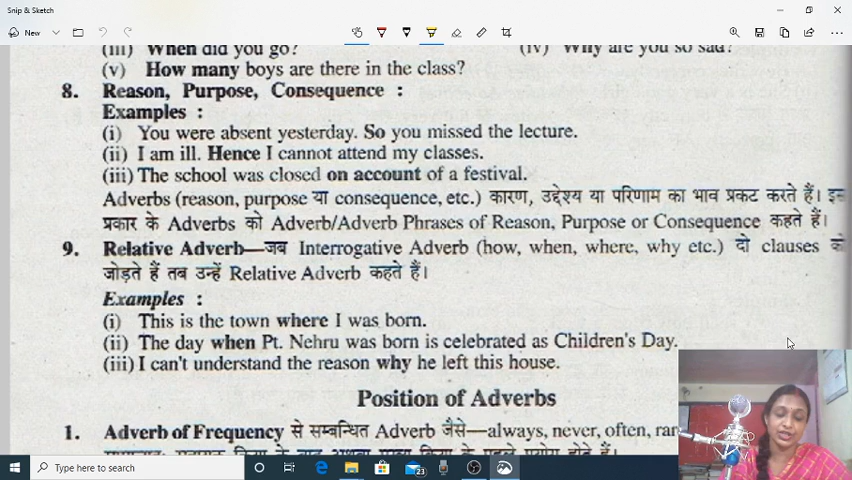 Snip & Sketch
New
(iii) When did you go? (iv) Why are you so sad?
(v) How many boys are there in the class?
8. Reason, Purpose, Consequence :
Examples :
(i) You were absent yesterday. So you missed the lecture.
(ii) I am ill. Hence I cannot attend my classes.
(iii) The school was closed on account of a festival.
Adverbs (reason, purpose या consequence, etc.) कारण, उद्देश्य या परिणाम का भाव प्रकट करते हैं। इस
प्रकार के Adverbs को Adverb/Adverb Phrases of Reason, Purpose or Consequence कहते हैं।
9. Relative Adverb—जब Interrogative Adverb (how, when, where, why etc.) दो clauses को
जोड़ते हैं तब उन्हें Relative Adverb कहते हैं।
Examples :
(i) This is the town where I was born.
(ii) The day when Pt. Nehru was born is celebrated as Children's Day.
(iii) I can't understand the reason why he left this house.
Position of Adverbs
1. Adverb of Frequency से सम्बन्धित Adverb जैसे—always, never, often,
Type here to search
23